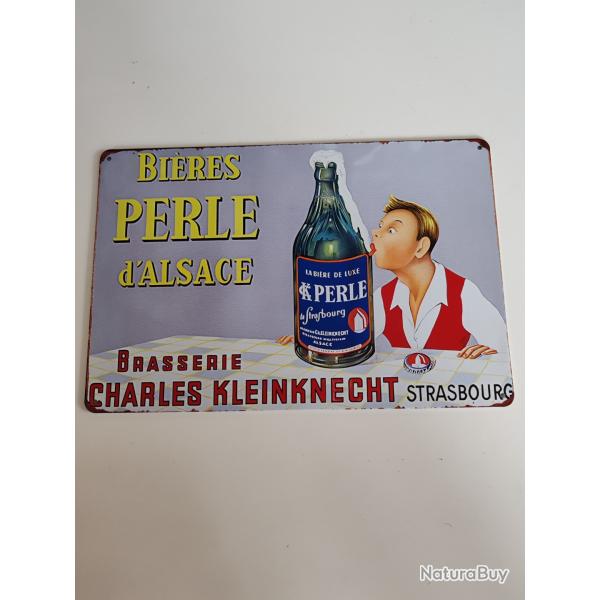 BIÈRES
PERLE
d'ALSACE
LA BIÈRE DE LUXE
K PERLE
de Strasbourg
ALSACE
BRASSERIE
CHARLES KLEINKNECHT STRASBOURG
NaturaBuy